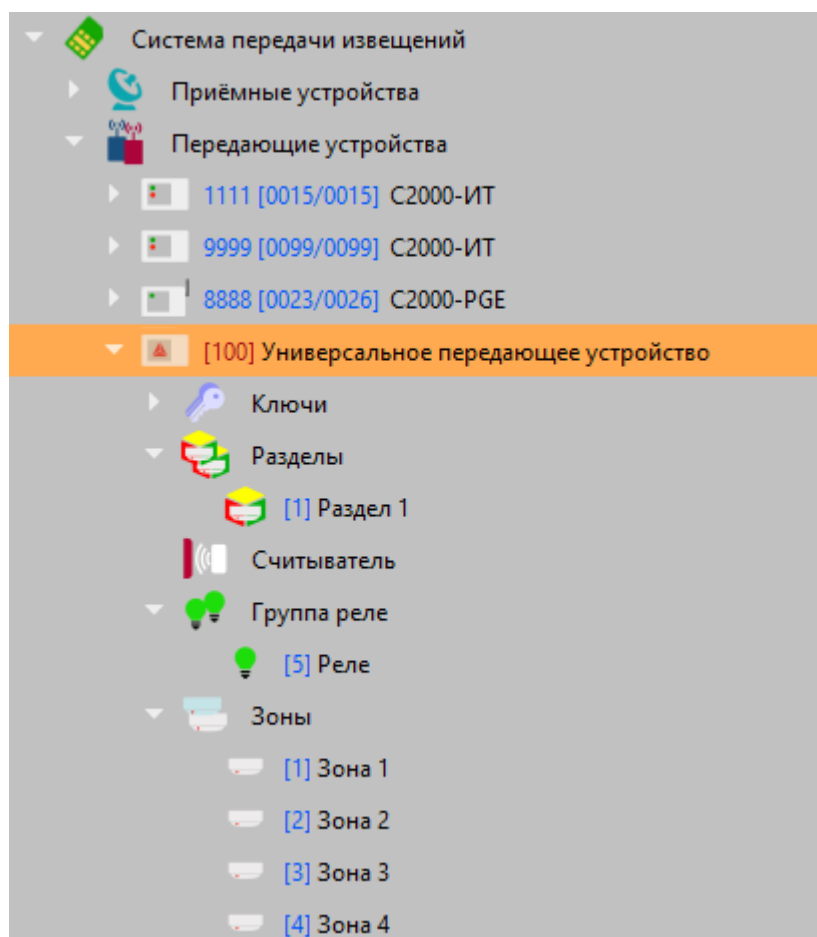 Система передачи извещений
Приёмные устройства
Передающие устройства
1111 [0015/0015] С2000-ИТ
9999 [0099/0099] С2000-ИТ
8888 [0023/0026] С2000-PGE
[100] Универсальное передающее устройство
Ключи
Разделы
[1] Раздел 1
Считыватель
Группа реле
[5] Реле
Зоны
[1] Зона 1
[2] Зона 2
[3] Зона 3
[4] Зона 4